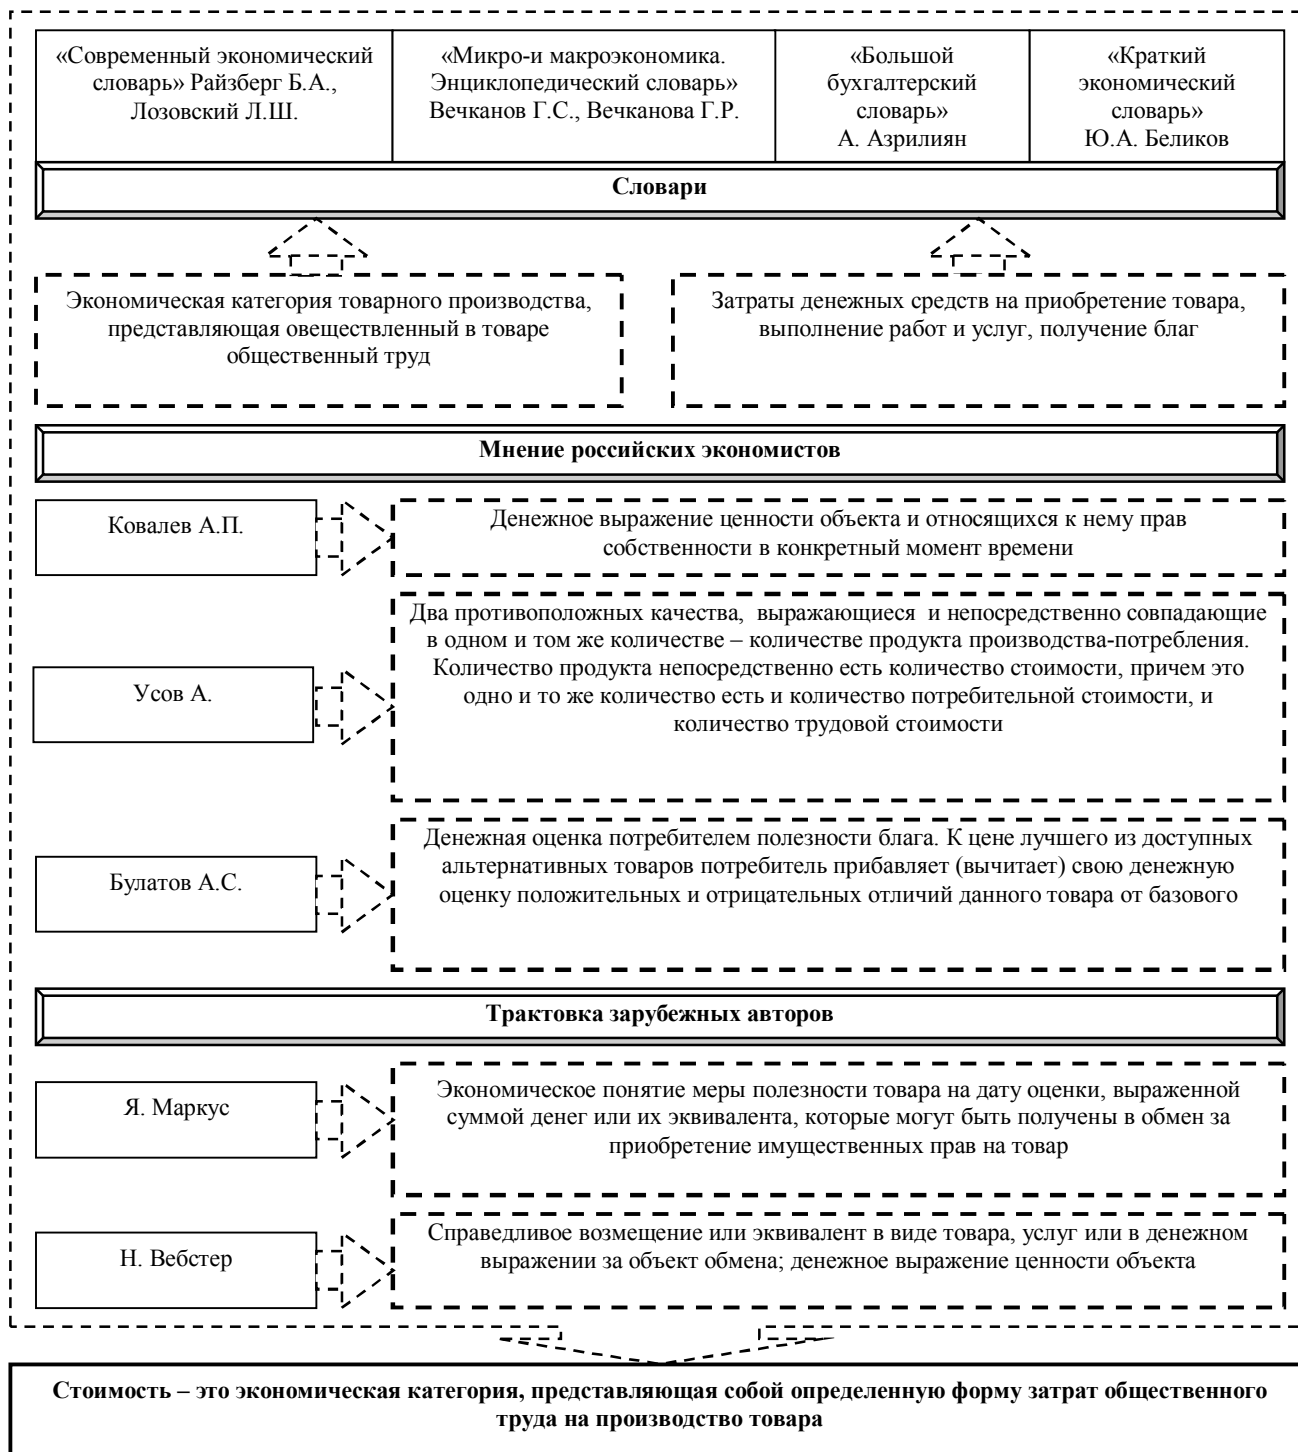 «Современный экономический
словарь» Райзберг Б.А.,
Лозовский Л.Ш.
«Микро-и макроэкономика.
Энциклопедический словарь»
Вечканов Г.С., Вечканова Г.Р.
«Большой
бухгалтерский
словарь»
А. Азрилиян
«Краткий
экономический
словарь»
Ю.А. Беликов
Словари
Экономическая категория товарного производства,
представляющая овеществленный в товаре
общественный труд
Затраты денежных средств на приобретение товара,
выполнение работ и услуг, получение благ
Мнение российских экономистов
Ковалев А.П.
Денежное выражение ценности объекта и относящихся к нему прав
собственности в конкретный момент времени
Усов А.
Два противоположных качества, выражающиеся и непосредственно совпадающие
в одном и том же количестве – количестве продукта производства-потребления.
Количество продукта непосредственно есть количество стоимости, причем это
одно и то же количество есть и количество потребительной стоимости, и
количество трудовой стоимости
Булатов А.С.
Денежная оценка потребителем полезности блага. К цене лучшего из доступных
альтернативных товаров потребитель прибавляет (вычитает) свою денежную
оценку положительных и отрицательных отличий данного товара от базового
Трактовка зарубежных авторов
Я. Маркус
Экономическое понятие меры полезности товара на дату оценки, выраженной
суммой денег или их эквивалента, которые могут быть получены в обмен за
приобретение имущественных прав на товар
Н. Вебстер
Справедливое возмещение или эквивалент в виде товара, услуг или в денежном
выражении за объект обмена; денежное выражение ценности объекта
Стоимость – это экономическая категория, представляющая собой определенную форму затрат общественного
труда на производство товара